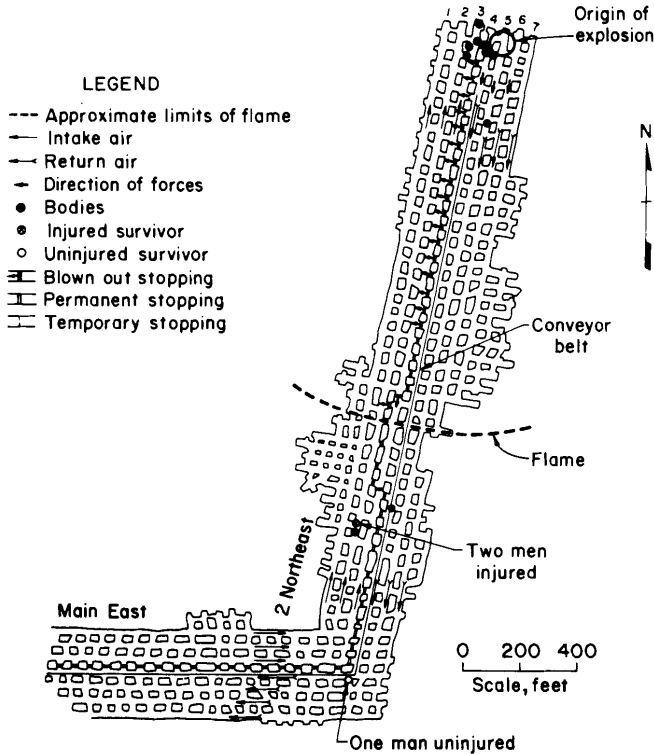 1 2 3 4 5 6 7
Origin of
explosion
LEGEND
Approximate limits of flame
Intake air
Return air
Direction of forces
Bodies
Injured survivor
Uninjured survivor
Blown out stopping
Permanent stopping
Temporary stopping
N
Conveyor
belt
Flame
2 Northeast
Two men
injured
Main East
0 200 400
Scale, feet
One man uninjured